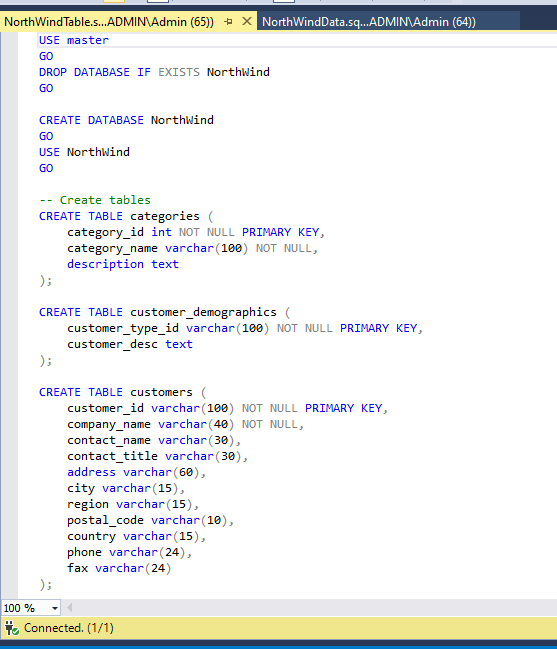 NorthWindTable.s...ADMIN\Admin (65)) NorthWindData.sq...ADMIN\Admin (64))
USE master
GO
DROP DATABASE IF EXISTS NorthWind
GO
CREATE DATABASE NorthWind
GO
USE NorthWind
GO
-- Create tables
CREATE TABLE categories (
category_id int NOT NULL PRIMARY KEY,
category_name varchar(100) NOT NULL,
description text
);
CREATE TABLE customer_demographics (
customer_type_id varchar(100) NOT NULL PRIMARY KEY,
customer_desc text
);
CREATE TABLE customers (
customer_id varchar(100) NOT NULL PRIMARY KEY,
company_name varchar(40) NOT NULL,
contact_name varchar(30),
contact_title varchar(30),
address varchar(60),
city varchar(15),
region varchar(15),
postal_code varchar(10),
country varchar(15),
phone varchar(24),
fax varchar(24)
);
100 %
Connected. (1/1)